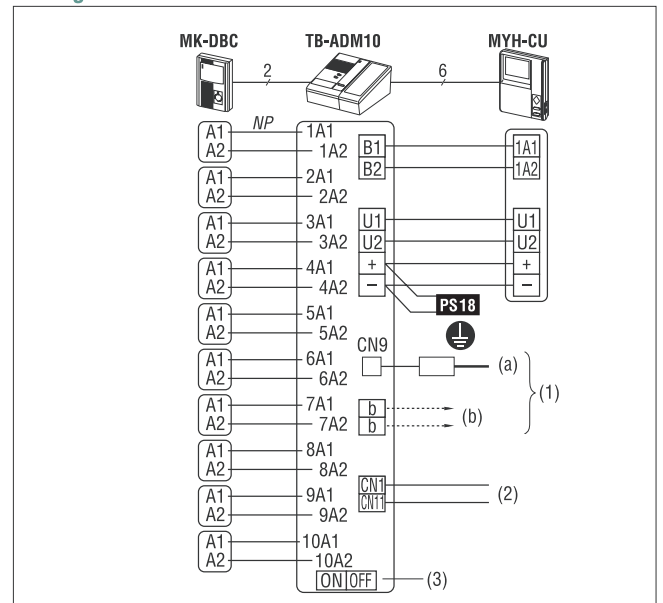 MK-DBC TB-ADM10 MYH-CU
2 6
NP
A1 1A1
A2 1A2
B1 1A1
B2 1A2
A1 2A1
A2 2A2
A1 3A1
A2 3A2
U1 U1
U2 U2
+ +
− −
A1 4A1
A2 4A2
PS18
A1 5A1
A2 5A2
CN9
(a)
A1 6A1
A2 6A2
(1)
A1 7A1
A2 7A2
b
b
(b)
A1 8A1
A2 8A2
CN1
CN11
(2)
A1 9A1
A2 9A2
A1 10A1
A2 10A2
ON OFF (3)